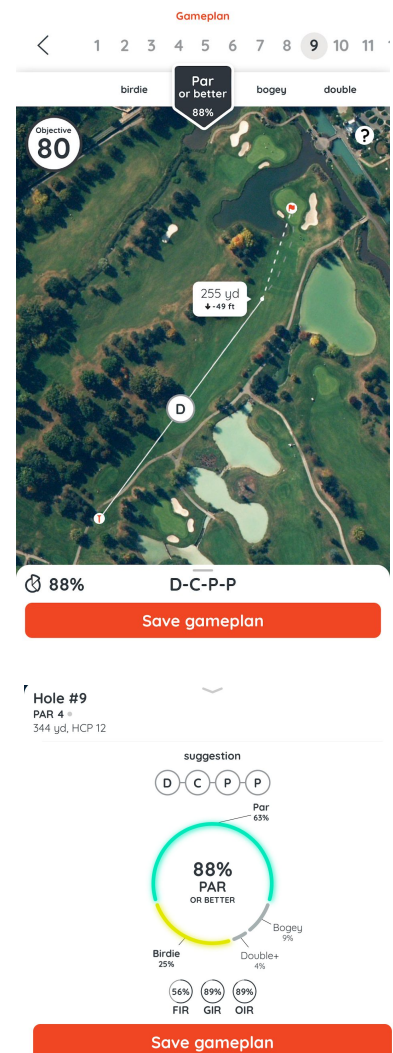 Gameplan
1 2 3 4 5 6 7 8 9 10 11
birdie
Par
or better
88%
bogey
double
Objective
80
?
255 yd
-49 ft
D
T
88%
D-C-P-P
Save gameplan
Hole #9
PAR 4
344 yd, HCP 12
suggestion
D C P P
Par
63%
88%
PAR
OR BETTER
Bogey
9%
Double+
4%
Birdie
25%
56% 89% 89%
FIR GIR OIR
Save gameplan